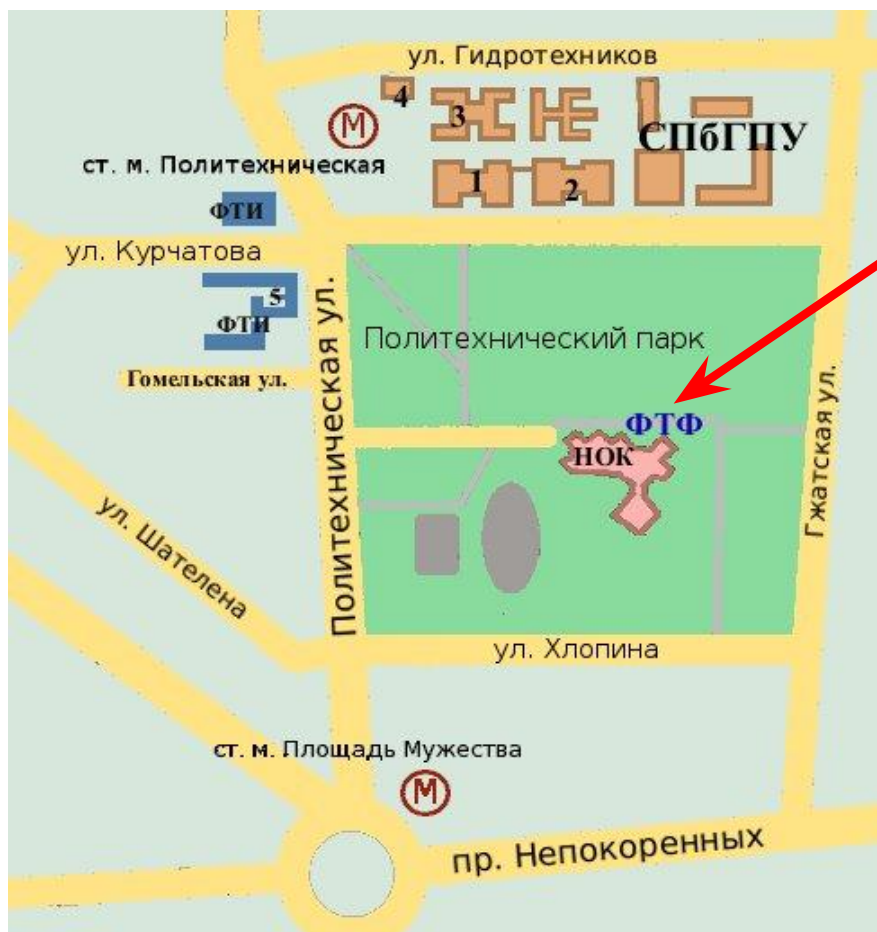 ул. Гидротехников
4
3
М
СПбГПУ
ст. м. Политехническая
1
2
ФТИ
ул. Курчатова
5
ФТИ
Политехнический парк
Гомельская ул.
Политехническая ул.
ФТФ
НОК
Гжатская ул.
ул. Шателена
ул. Хлопина
ст. м. Площадь Мужества
М
пр. Непокоренных